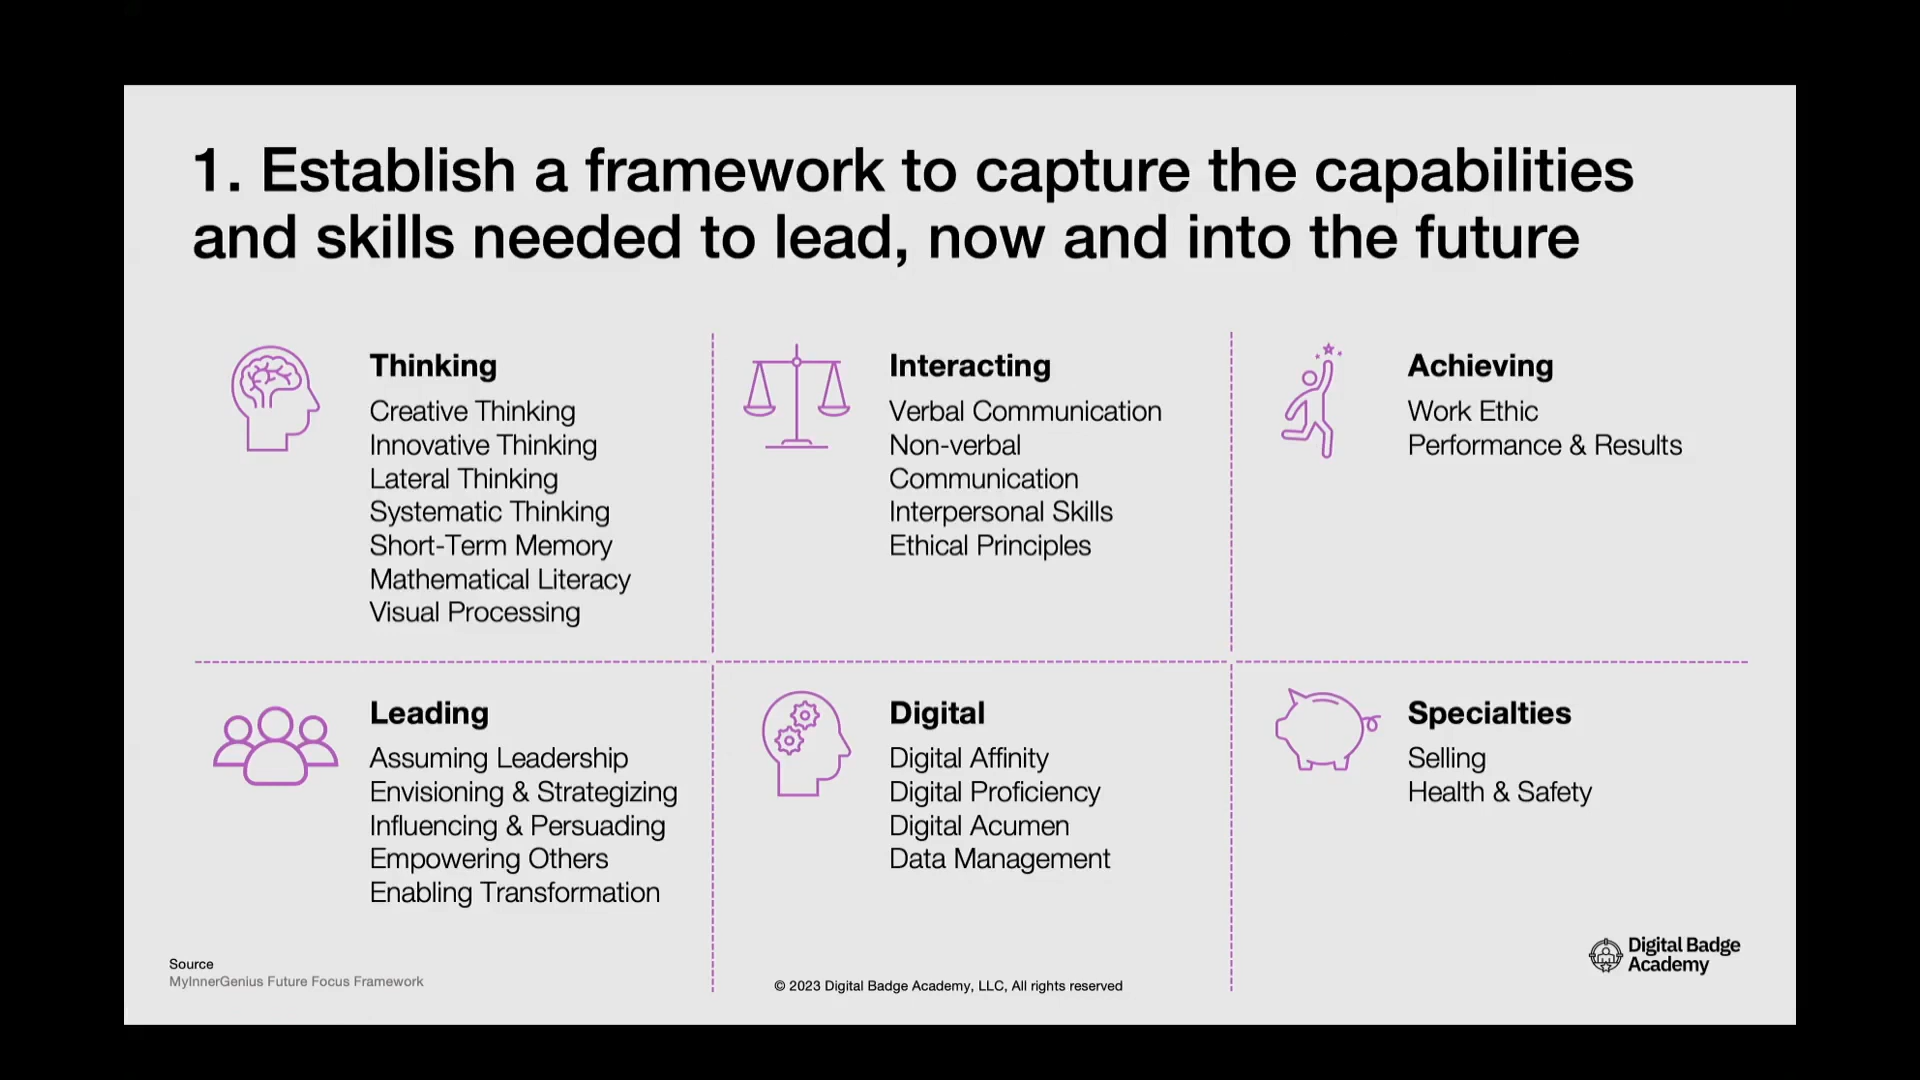 1. Establish a framework to capture the capabilities
and skills needed to lead, now and into the future
Thinking
Creative Thinking
Innovative Thinking
Lateral Thinking
Systematic Thinking
Short-Term Memory
Mathematical Literacy
Visual Processing
Interacting
Verbal Communication
Non-verbal
Communication
Interpersonal Skills
Ethical Principles
Achieving
Work Ethic
Performance & Results
Leading
Assuming Leadership
Envisioning & Strategizing
Influencing & Persuading
Empowering Others
Enabling Transformation
Digital
Digital Affinity
Digital Proficiency
Digital Acumen
Data Management
Specialties
Selling
Health & Safety
Source
MyInnerGenius Future Focus Framework
© 2023 Digital Badge Academy, LLC, All rights reserved
Digital Badge
Academy